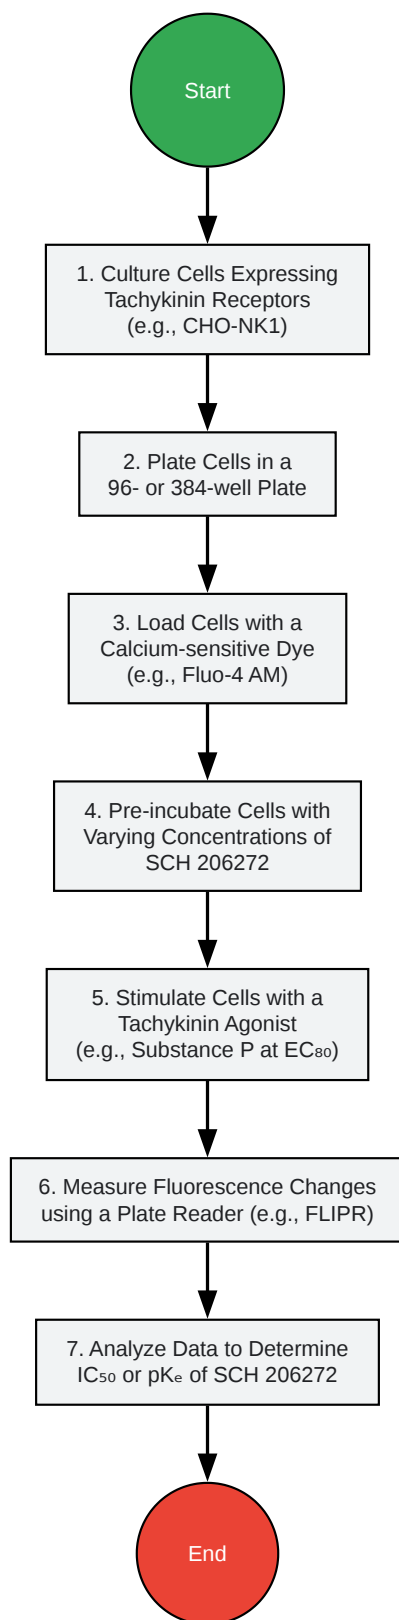 Start
1. Culture Cells Expressing
Tachykinin Receptors
(e.g., CHO-NK1)
2. Plate Cells in a
96- or 384-well Plate
3. Load Cells with a
Calcium-sensitive Dye
(e.g., Fluo-4 AM)
4. Pre-incubate Cells with
Varying Concentrations of
SCH 206272
5. Stimulate Cells with a
Tachykinin Agonist
(e.g., Substance P at EC₈₀)
6. Measure Fluorescence Changes
using a Plate Reader (e.g., FLIPR)
7. Analyze Data to Determine
IC₅₀ or pKₑ of SCH 206272
End